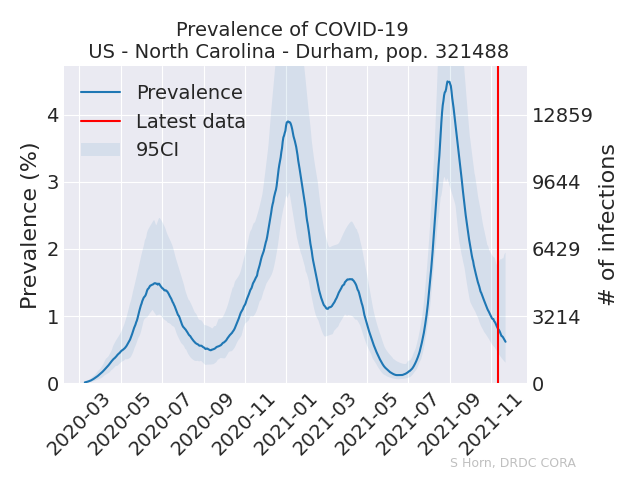 Prevalence of COVID-19
US - North Carolina - Durham, pop. 321488
Prevalence
Latest data
95CI
Prevalence (%)
4
3
2
1
0
12859
9644
6429
3214
0
# of infections
2020-03
2020-05
2020-07
2020-09
2020-11
2021-01
2021-03
2021-05
2021-07
2021-09
2021-11
S Horn, DRDC CORA